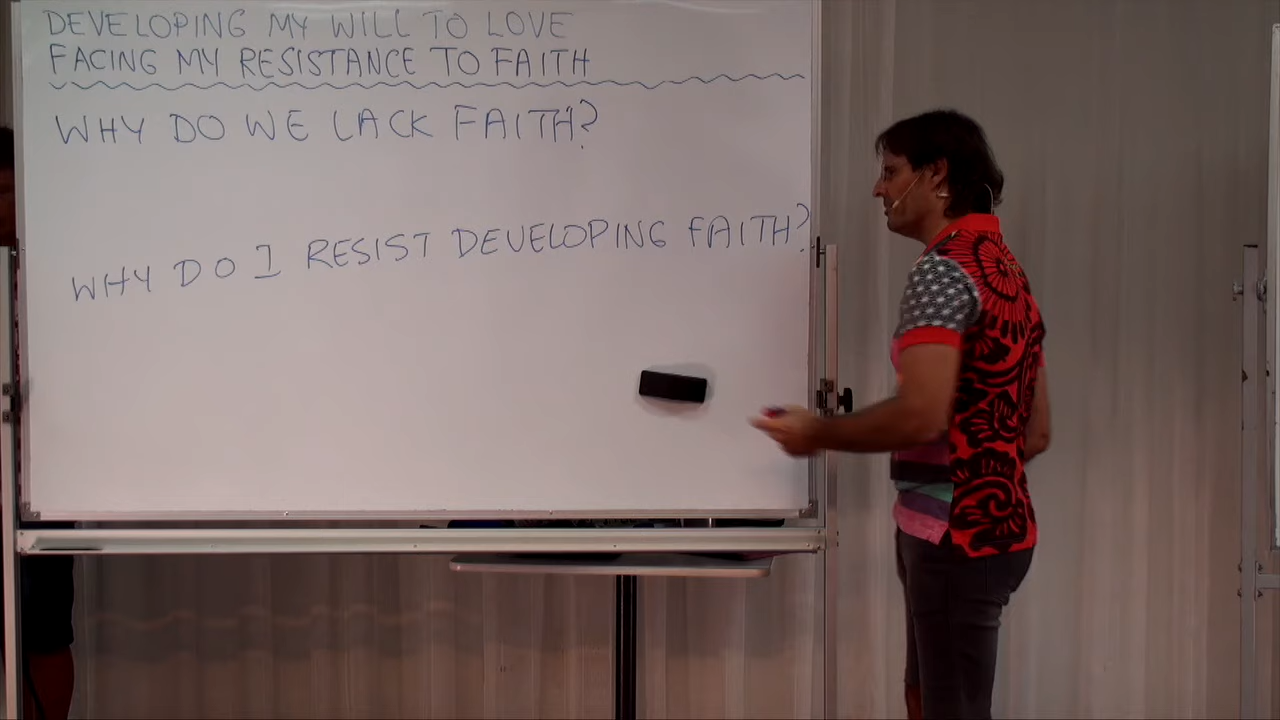 DEVELOPING MY WILL TO LOVE
FACING MY RESISTANCE TO FAITH
WHY DO WE LACK FAITH?
WHY DO I RESIST DEVELOPING FAITH?